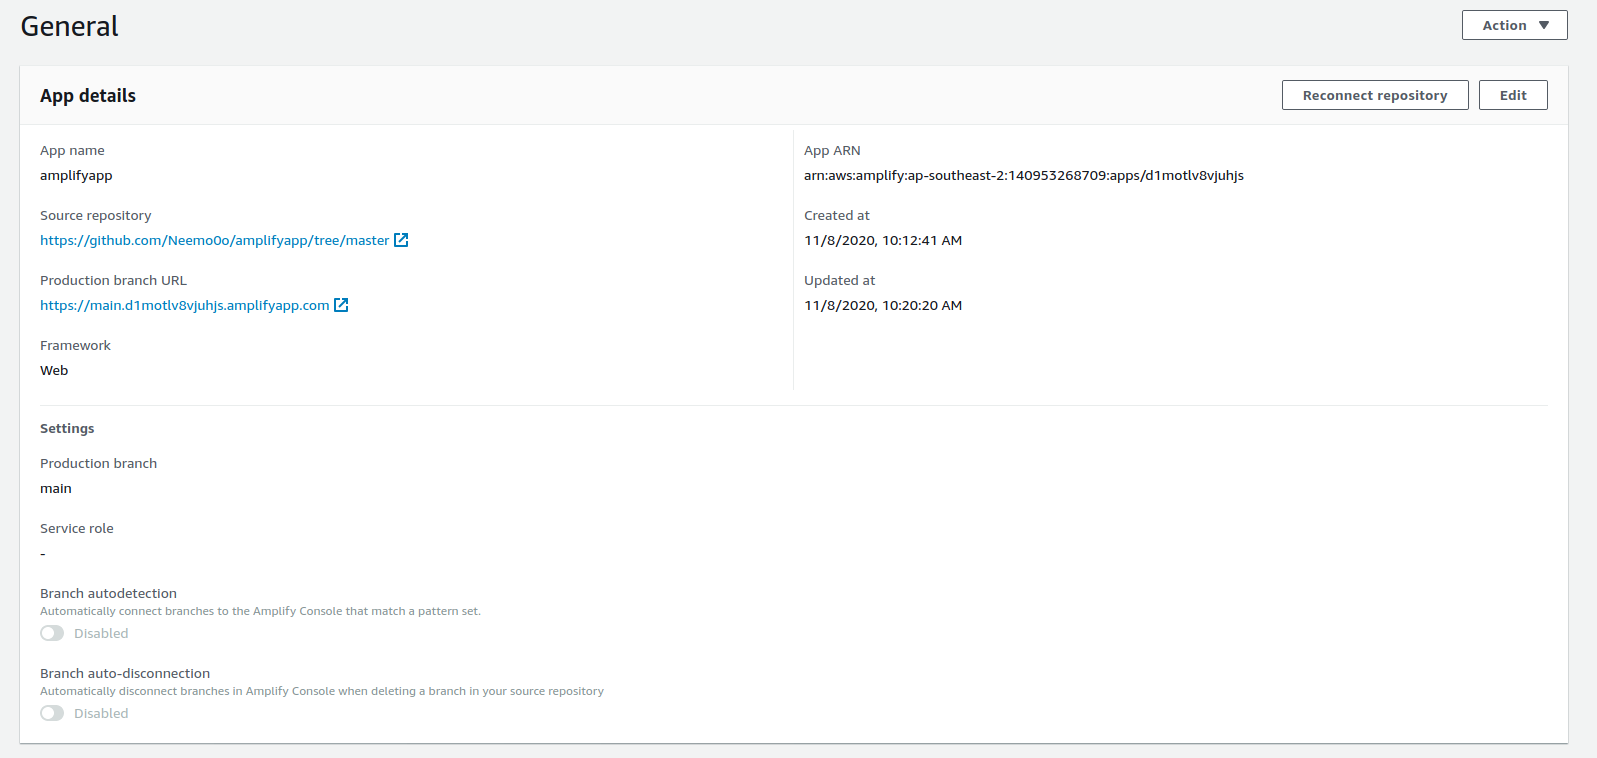 General
Action
App details
Reconnect repository
Edit
App name
amplifyapp
Source repository
https://github.com/Neemo0o/amplifyapp/tree/master
Production branch URL
https://main.d1motlv8vjuhjs.amplifyapp.com
Framework
Web
App ARN
arn:aws:amplify:ap-southeast-2:140953268709:apps/d1motlv8vjuhjs
Created at
11/8/2020, 10:12:41 AM
Updated at
11/8/2020, 10:20:20 AM
Settings
Production branch
main
Service role
-
Branch autodetection
Automatically connect branches to the Amplify Console that match a pattern set.
Disabled
Branch auto-disconnection
Automatically disconnect branches in Amplify Console when deleting a branch in your source repository
Disabled